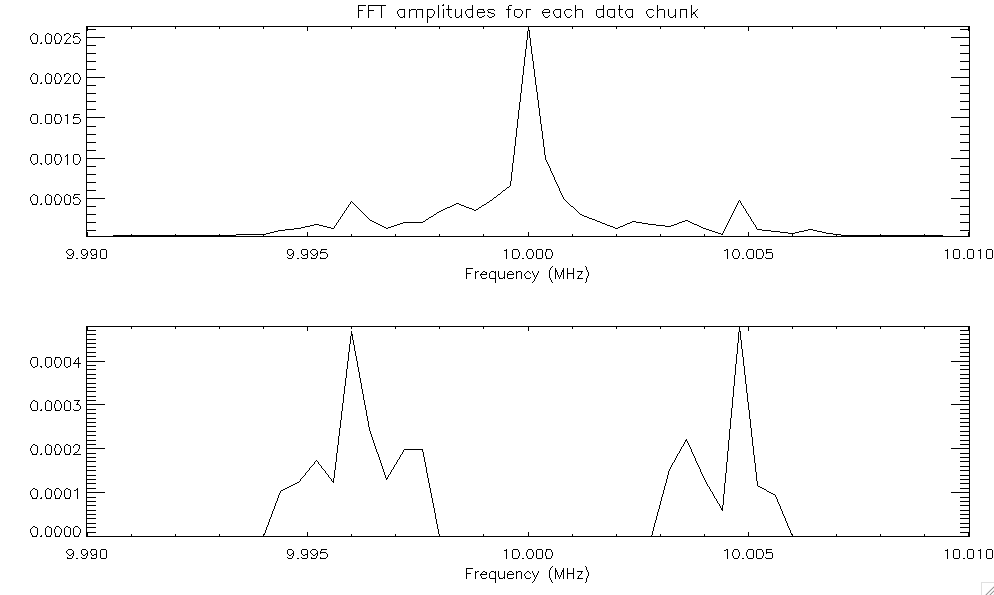 FFT amplitudes for each data chunk
0.0025
0.0020
0.0015
0.0010
0.0005
9.990 9.995 10.000 10.005 10.010
Frequency (MHz)
0.0004
0.0003
0.0002
0.0001
0.0000
9.990 9.995 10.000 10.005 10.010
Frequency (MHz)